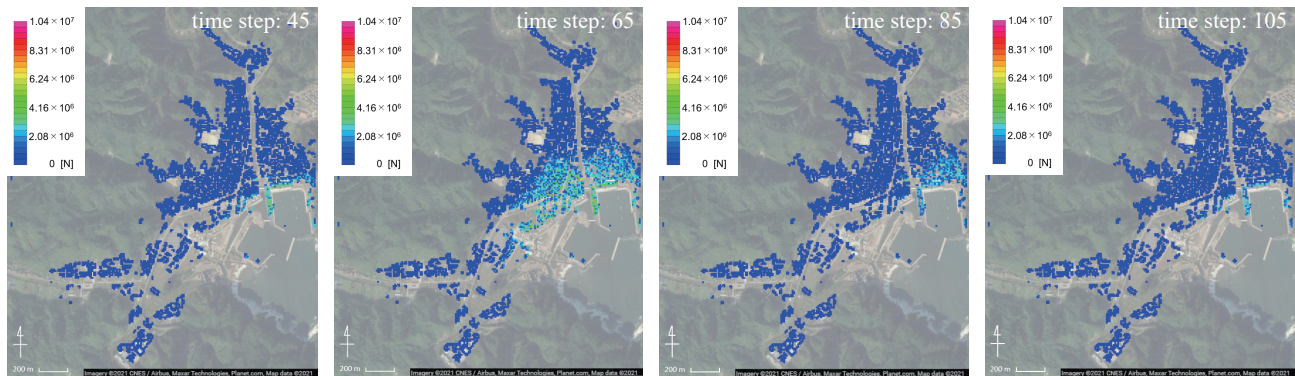 time step: 45
1.04×10⁷
8.31×10⁶
6.24×10⁶
4.16×10⁶
2.08×10⁶
0 [N]
200 m
Imagery ©2021 CNES / Airbus, Maxar Technologies, Planet.com, Map data ©2021
time step: 65
1.04×10⁷
8.31×10⁶
6.24×10⁶
4.16×10⁶
2.08×10⁶
0 [N]
200 m
Imagery ©2021 CNES / Airbus, Maxar Technologies, Planet.com, Map data ©2021
time step: 85
1.04×10⁷
8.31×10⁶
6.24×10⁶
4.16×10⁶
2.08×10⁶
0 [N]
200 m
Imagery ©2021 CNES / Airbus, Maxar Technologies, Planet.com, Map data ©2021
time step: 105
1.04×10⁷
8.31×10⁶
6.24×10⁶
4.16×10⁶
2.08×10⁶
0 [N]
200 m
Imagery ©2021 CNES / Airbus, Maxar Technologies, Planet.com, Map data ©2021